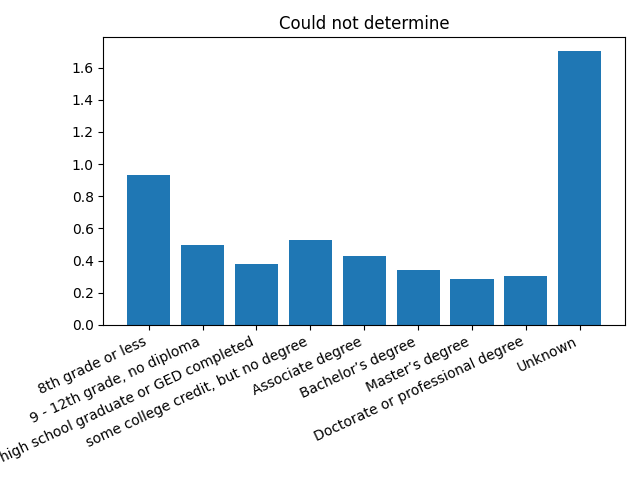 Could not determine
1.6
1.4
1.2
1.0
0.8
0.6
0.4
0.2
0.0
8th grade or less
9 - 12th grade, no diploma
high school graduate or GED completed
some college credit, but no degree
Associate degree
Bachelor’s degree
Master’s degree
Doctorate or professional degree
Unknown